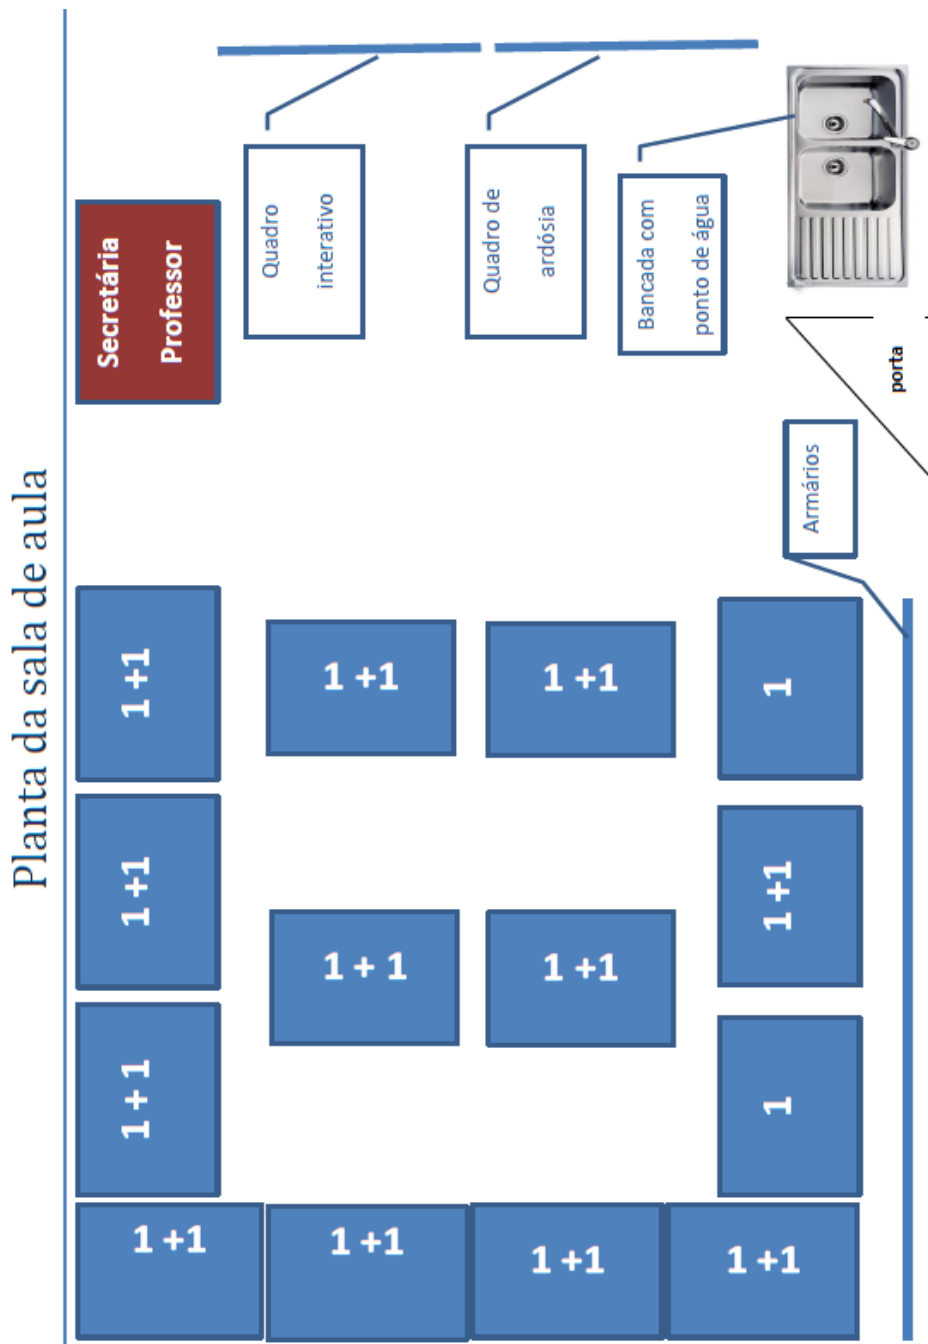 Planta da sala de aula
Secretária
Professor
Quadro
interativo
Quadro de
ardósia
Bancada com
ponto de água
porta
Armários
1 +1
1 +1
1 +1
1
1 +1
1 + 1
1 +1
1 +1
1 + 1
1
1 +1
1 +1
1 +1
1 +1